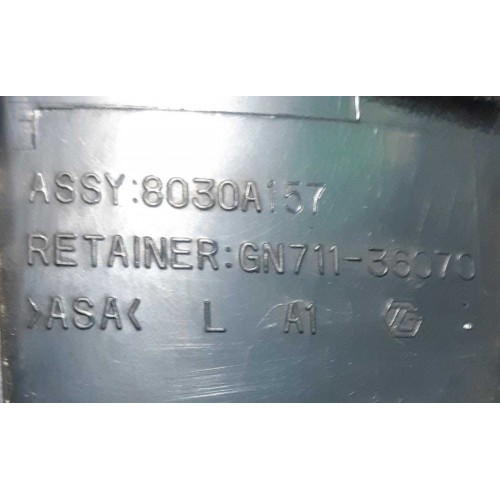 ASSY:8030A157
RETAINER:GN711-36070
>ASA< L A1